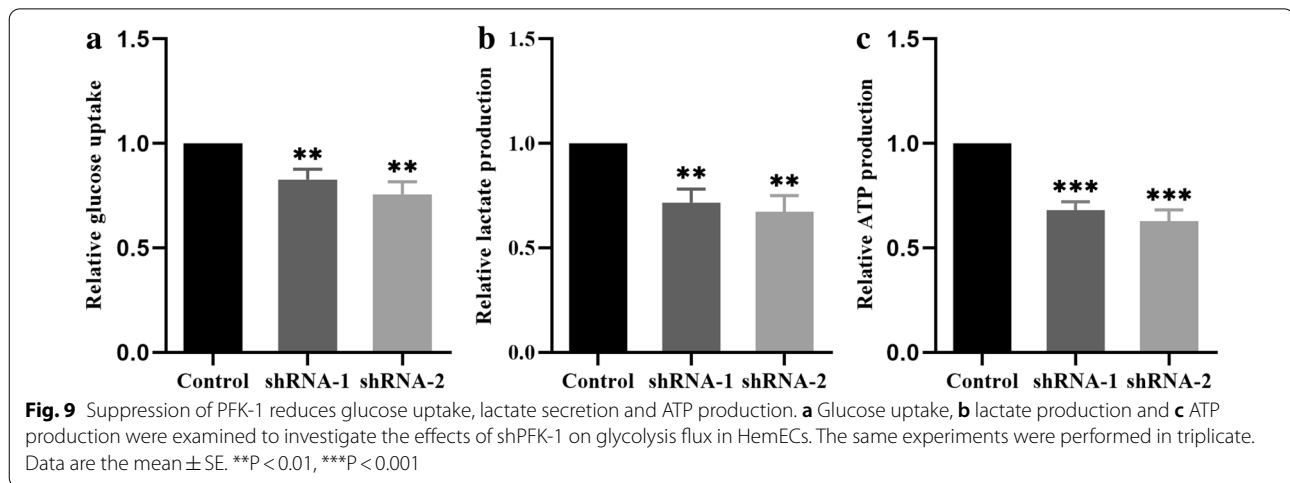 a
Relative glucose uptake
1.5
1.0
0.5
0.0
**
**
Control shRNA-1 shRNA-2
b
Relative lactate production
1.5
1.0
0.5
0.0
**
**
Control shRNA-1 shRNA-2
c
Relative ATP production
1.5
1.0
0.5
0.0
***
***
Control shRNA-1 shRNA-2
Fig. 9 Suppression of PFK-1 reduces glucose uptake, lactate secretion and ATP production. a Glucose uptake, b lactate production and c ATP
production were examined to investigate the effects of shPFK-1 on glycolysis flux in HemECs. The same experiments were performed in triplicate.
Data are the mean ± SE. **P < 0.01, ***P < 0.001